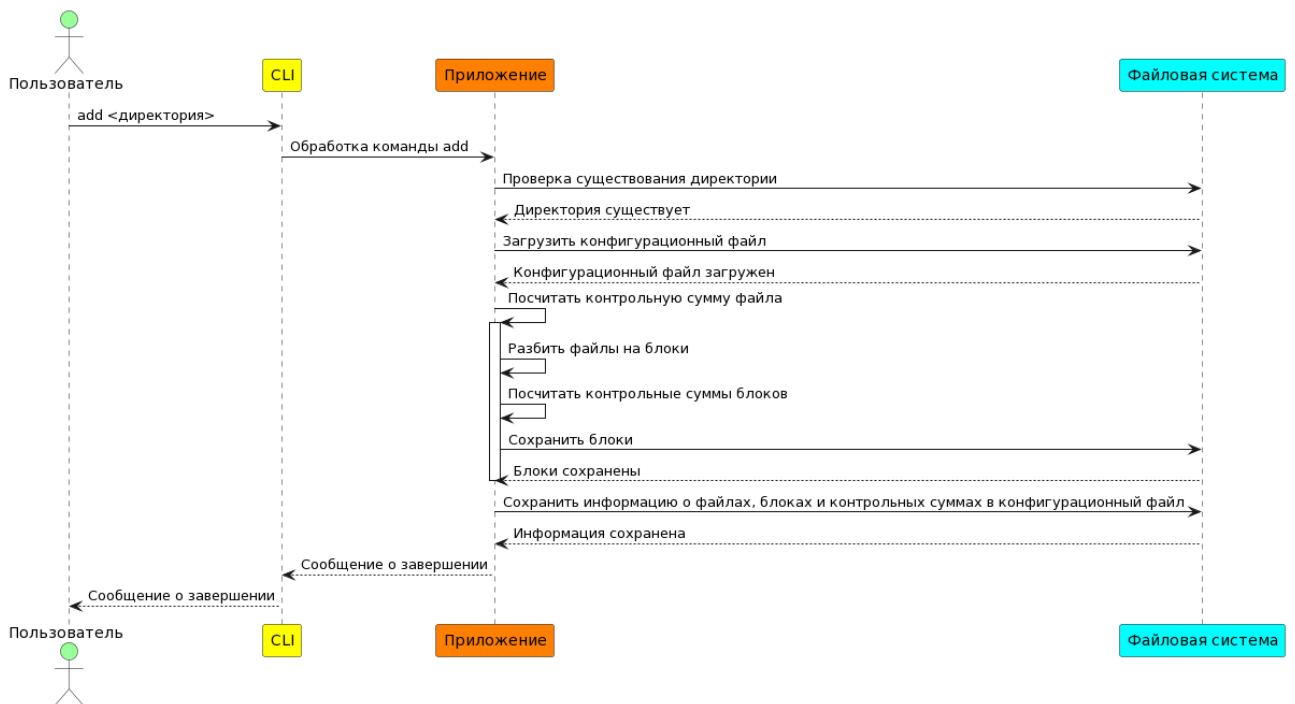 Пользователь
CLI
Приложение
Файловая система
add <директория>
Обработка команды add
Проверка существования директории
Директория существует
Загрузить конфигурационный файл
Конфигурационный файл загружен
Посчитать контрольную сумму файла
Разбить файлы на блоки
Посчитать контрольные суммы блоков
Сохранить блоки
Блоки сохранены
Сохранить информацию о файлах, блоках и контрольных суммах в конфигурационный файл
Информация сохранена
Сообщение о завершении
Сообщение о завершении
Пользователь
CLI
Приложение
Файловая система